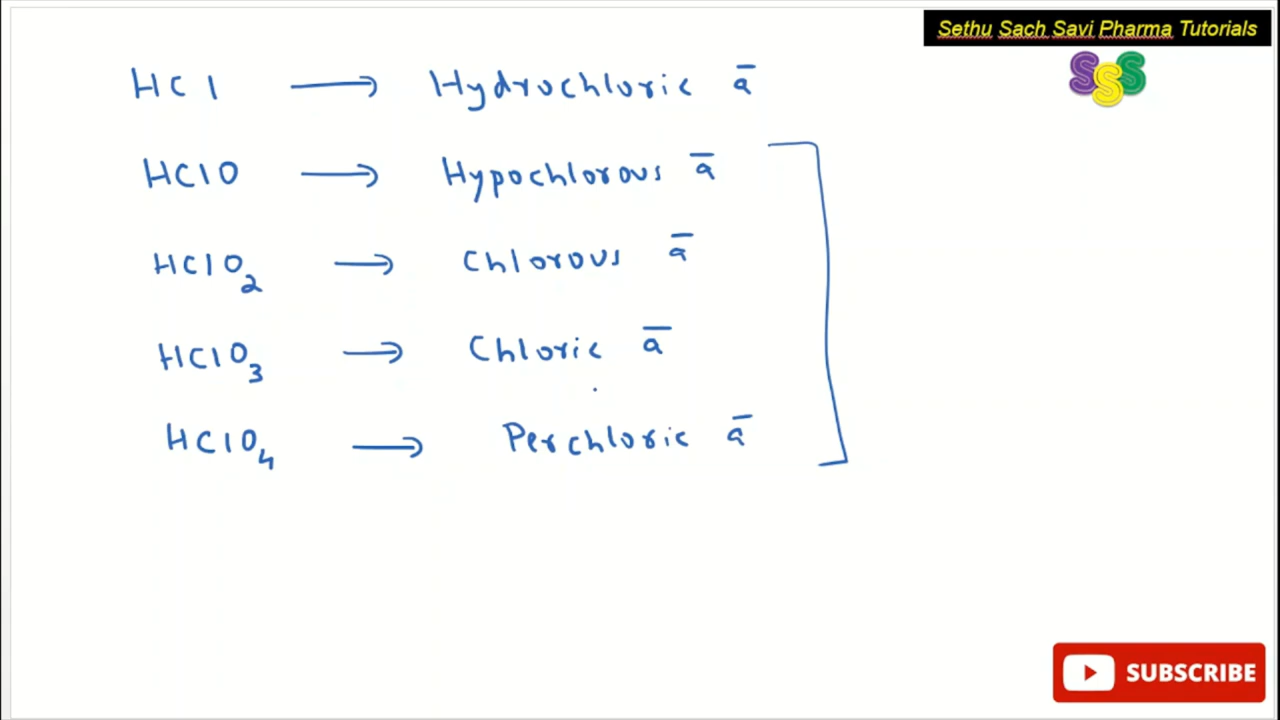 Sethu Sach Savi Pharma Tutorials
SSS
HCl → Hydrochloric ā
HClO → Hypochlorous ā
HClO₂ → Chlorous ā
HClO₃ → Chloric ā
HClO₄ → Perchloric ā
SUBSCRIBE